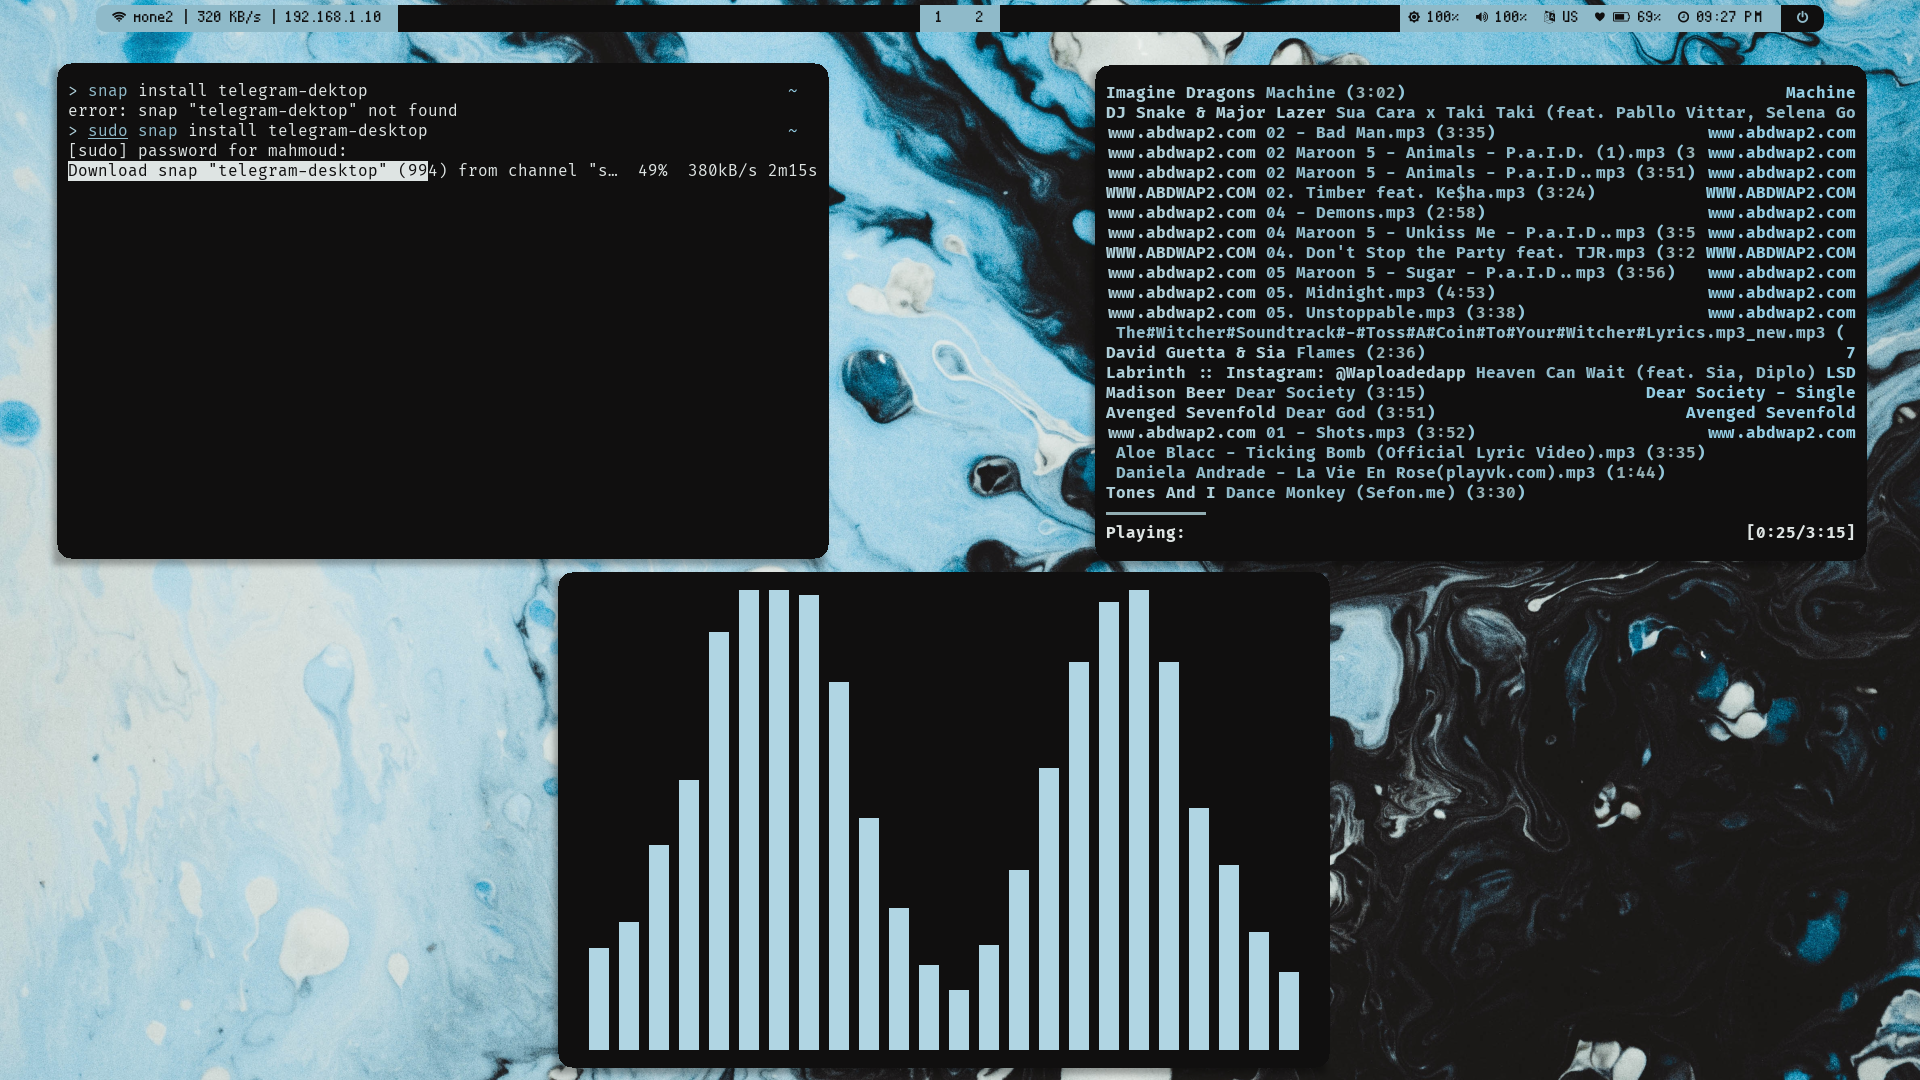 mone2 | 320 KB/s | 192.168.1.10
1 2
100% 100% US 69% 09:27 PM
> snap install telegram-dektop ~
error: snap "telegram-dektop" not found
> sudo snap install telegram-desktop ~
[sudo] password for mahmoud:
Download snap "telegram-desktop" (994) from channel "s… 49% 380kB/s 2m15s
Imagine Dragons Machine (3:02) Machine
DJ Snake & Major Lazer Sua Cara x Taki Taki (feat. Pabllo Vittar, Selena Go
www.abdwap2.com 02 - Bad Man.mp3 (3:35) www.abdwap2.com
www.abdwap2.com 02 Maroon 5 - Animals - P.a.I.D. (1).mp3 (3 www.abdwap2.com
www.abdwap2.com 02 Maroon 5 - Animals - P.a.I.D..mp3 (3:51) www.abdwap2.com
WWW.ABDWAP2.COM 02. Timber feat. Ke$ha.mp3 (3:24) WWW.ABDWAP2.COM
www.abdwap2.com 04 - Demons.mp3 (2:58) www.abdwap2.com
www.abdwap2.com 04 Maroon 5 - Unkiss Me - P.a.I.D..mp3 (3:5 www.abdwap2.com
WWW.ABDWAP2.COM 04. Don't Stop the Party feat. TJR.mp3 (3:2 WWW.ABDWAP2.COM
www.abdwap2.com 05 Maroon 5 - Sugar - P.a.I.D..mp3 (3:56) www.abdwap2.com
www.abdwap2.com 05. Midnight.mp3 (4:53) www.abdwap2.com
www.abdwap2.com 05. Unstoppable.mp3 (3:38) www.abdwap2.com
The#Witcher#Soundtrack#-#Toss#A#Coin#To#Your#Witcher#Lyrics.mp3_new.mp3 (
David Guetta & Sia Flames (2:36) 7
Labrinth :: Instagram: @Waploadedapp Heaven Can Wait (feat. Sia, Diplo) LSD
Madison Beer Dear Society (3:15) Dear Society - Single
Avenged Sevenfold Dear God (3:51) Avenged Sevenfold
www.abdwap2.com 01 - Shots.mp3 (3:52) www.abdwap2.com
Aloe Blacc - Ticking Bomb (Official Lyric Video).mp3 (3:35)
Daniela Andrade - La Vie En Rose(playvk.com).mp3 (1:44)
Tones And I Dance Monkey (Sefon.me) (3:30)
Playing: [0:25/3:15]